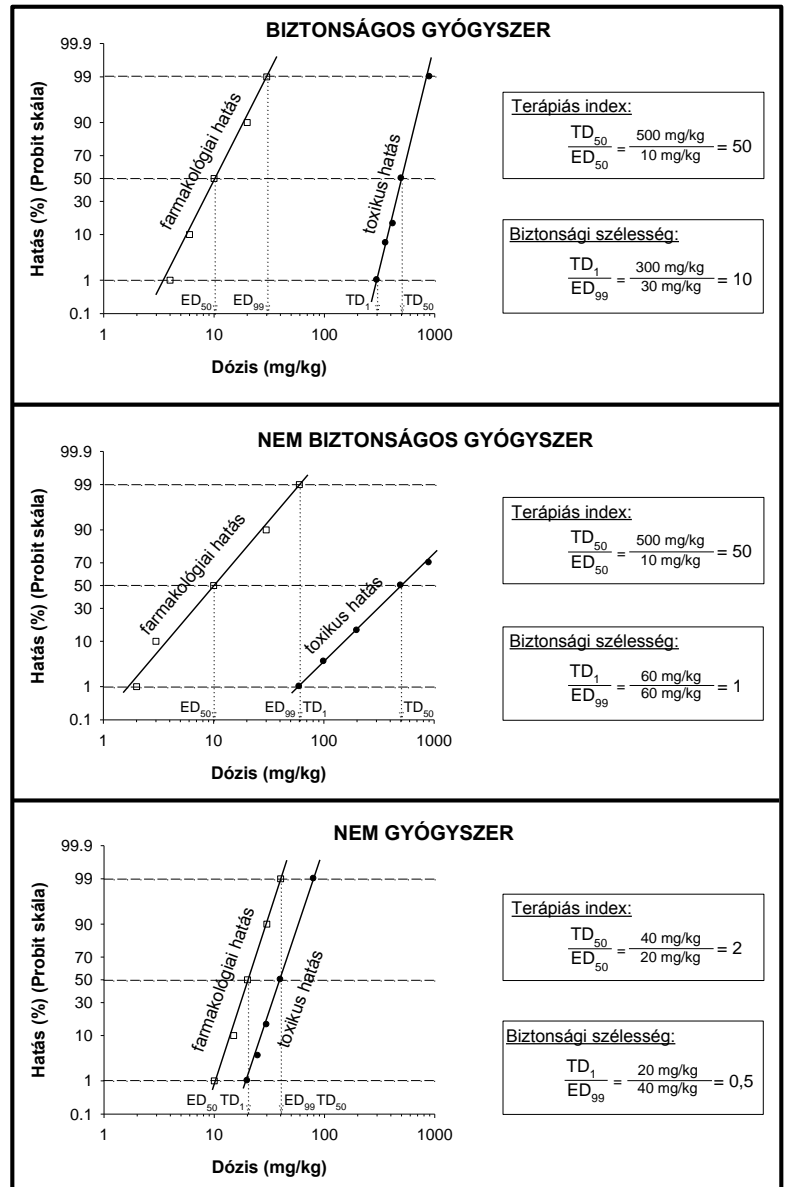 BIZTONSÁGOS GYÓGYSZER
99.9
99
90
70
50
30
10
1
0.1
Hatás (%) (Probit skála)
farmakológiai hatás
toxikus hatás
ED50 ED99 TD1 TD50
1 10 100 1000
Dózis (mg/kg)
Terápiás index:
TD50 / ED50 = 500 mg/kg / 10 mg/kg = 50
Biztonsági szélesség:
TD1 / ED99 = 300 mg/kg / 30 mg/kg = 10
NEM BIZTONSÁGOS GYÓGYSZER
99.9
99
90
70
50
30
10
1
0.1
Hatás (%) (Probit skála)
farmakológiai hatás
toxikus hatás
ED50 ED99 TD1 TD50
1 10 100 1000
Dózis (mg/kg)
Terápiás index:
TD50 / ED50 = 500 mg/kg / 10 mg/kg = 50
Biztonsági szélesség:
TD1 / ED99 = 60 mg/kg / 60 mg/kg = 1
NEM GYÓGYSZER
99.9
99
90
70
50
30
10
1
0.1
Hatás (%) (Probit skála)
farmakológiai hatás
toxikus hatás
ED50 TD1 ED99 TD50
1 10 100 1000
Dózis (mg/kg)
Terápiás index:
TD50 / ED50 = 40 mg/kg / 20 mg/kg = 2
Biztonsági szélesség:
TD1 / ED99 = 20 mg/kg / 40 mg/kg = 0,5